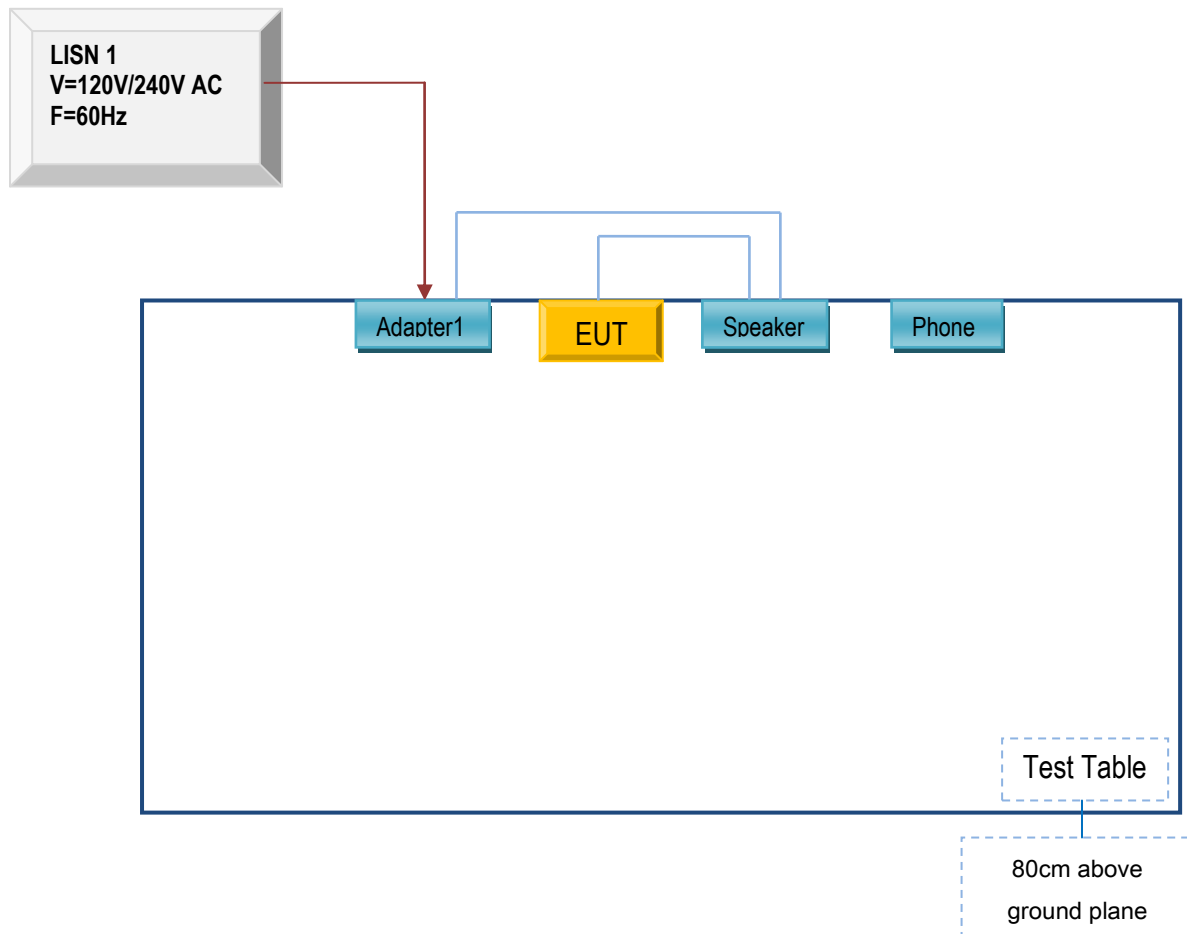 LISN 1
V=120V/240V AC
F=60Hz
Adapter1
EUT
Speaker
Phone
Test Table
80cm above
ground plane